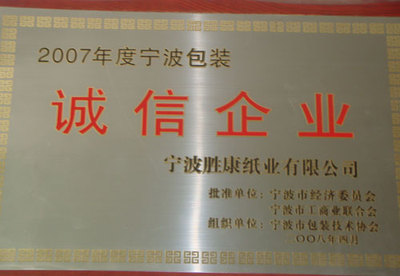 2007年度宁波包装
诚信企业
宁波胜康纸业有限公司
批准单位:宁波市经济委员会
宁波市工商业联合会
组织单位:宁波市包装技术协会
二〇〇八年四月